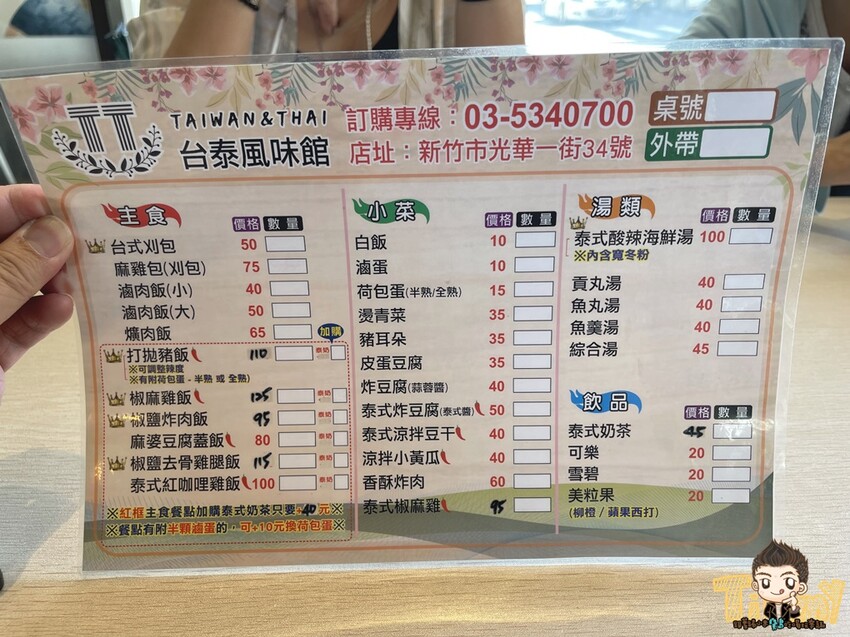 TT
TAIWAN&THAI
台泰風味館
訂購專線：03-5340700
店址：新竹市光華一街34號
桌號
外帶
主食 價格 數量
台式刈包 50
麻雞包(刈包) 75
滷肉飯(小) 40
滷肉飯(大) 50
爌肉飯 65
加購
打拋豬飯 110 泰奶
※可調整辣度
※有附荷包蛋 - 半熟 或 全熟)
椒麻雞飯 125 泰奶
椒鹽炸肉飯 95 泰奶
麻婆豆腐蓋飯 80 泰奶
椒鹽去骨雞腿飯 115 泰奶
泰式紅咖哩雞飯 100 泰奶
※紅框主食餐點加購泰式奶茶只要40元※
※餐點有附半顆滷蛋的，可+10元換荷包蛋※
小菜 價格 數量
白飯 10
滷蛋 10
荷包蛋(半熟/全熟) 15
燙青菜 35
豬耳朵 35
皮蛋豆腐 35
炸豆腐(蒜蓉醬) 40
泰式炸豆腐(泰式醬) 50
泰式涼拌豆干 40
涼拌小黃瓜 40
香酥炸肉 60
泰式椒麻雞 95
湯類 價格 數量
泰式酸辣海鮮湯 100
※內含寬冬粉
貢丸湯 40
魚丸湯 40
魚羹湯 40
綜合湯 45
飲品 價格 數量
泰式奶茶 45
可樂 20
雪碧 20
美粒果 20
(柳橙 / 蘋果西打)